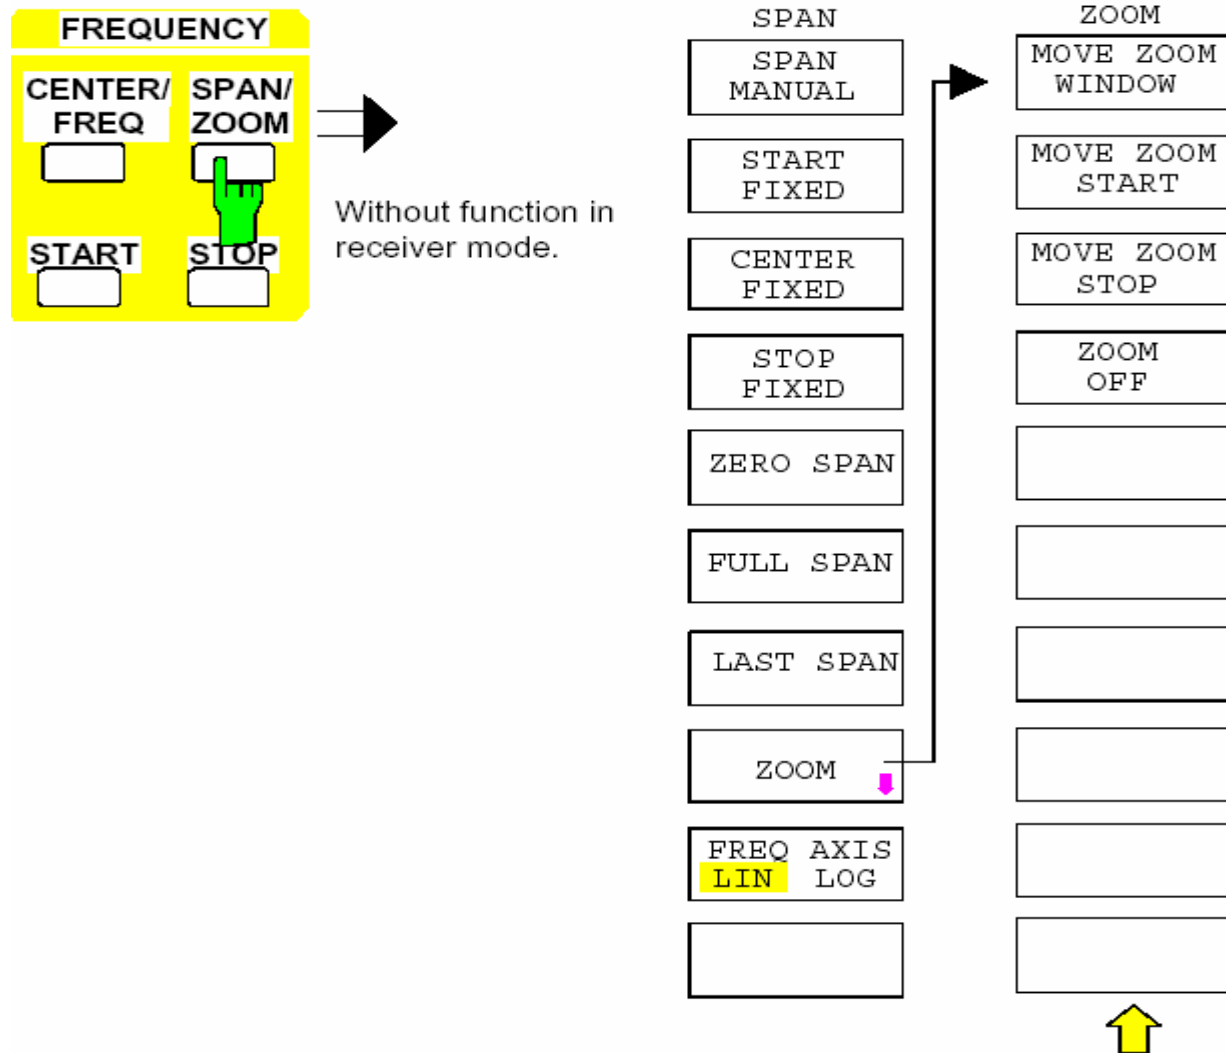 FREQUENCY
CENTER/
FREQ
SPAN/
ZOOM
START
STOP
Without function in
receiver mode.
SPAN
SPAN
MANUAL
START
FIXED
CENTER
FIXED
STOP
FIXED
ZERO SPAN
FULL SPAN
LAST SPAN
ZOOM
FREQ AXIS
LIN LOG
ZOOM
MOVE ZOOM
WINDOW
MOVE ZOOM
START
MOVE ZOOM
STOP
ZOOM
OFF